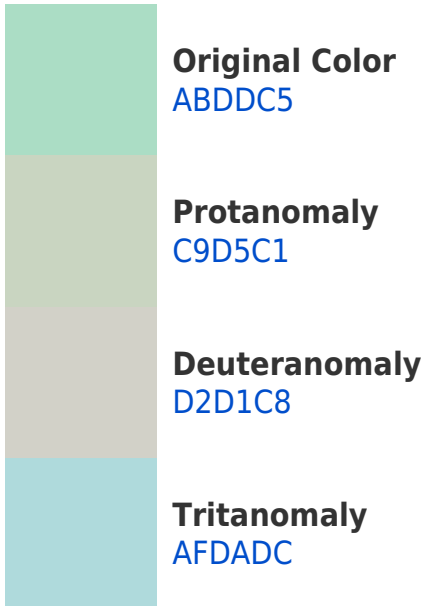 Original Color
ABDDC5
Protanomaly
C9D5C1
Deuteranomaly
D2D1C8
Tritanomaly
AFDADC